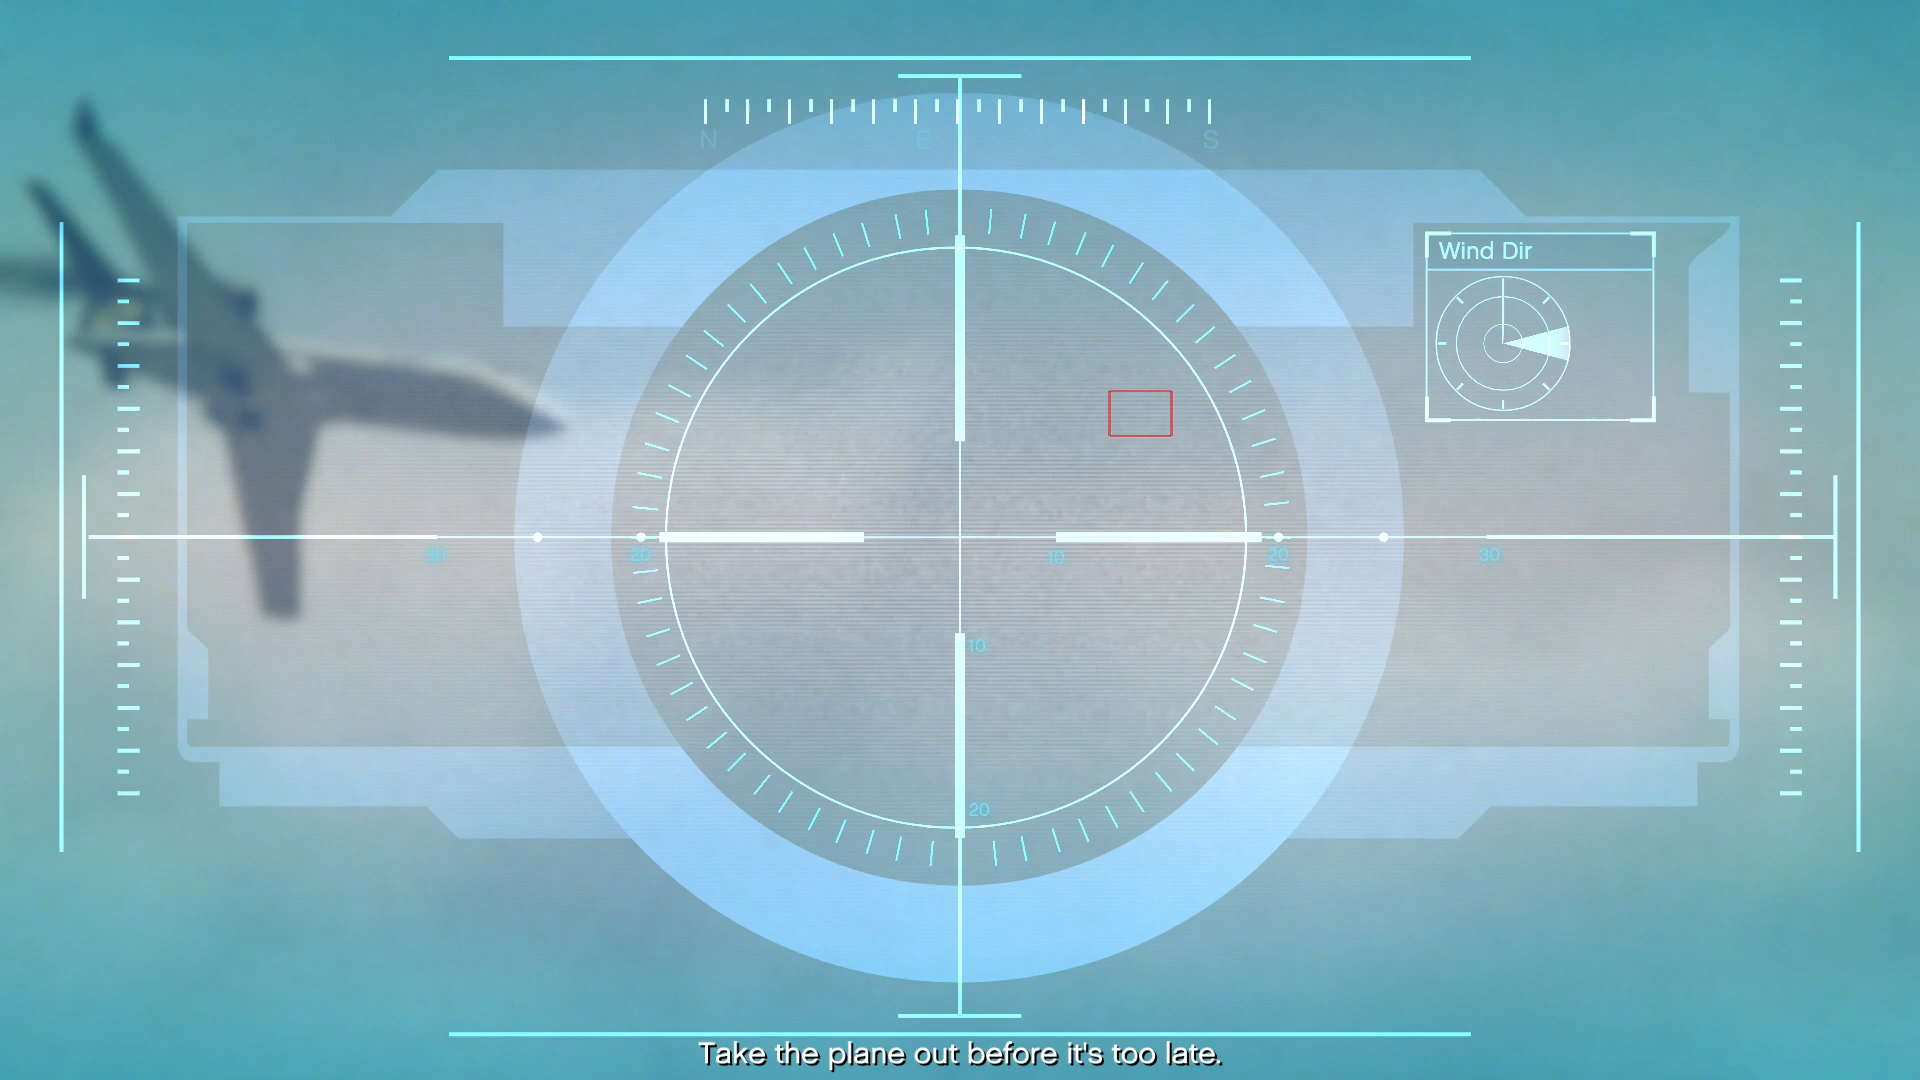 N E S
Wind Dir
30 20 10 20 30
10
20
Take the plane out before it's too late.